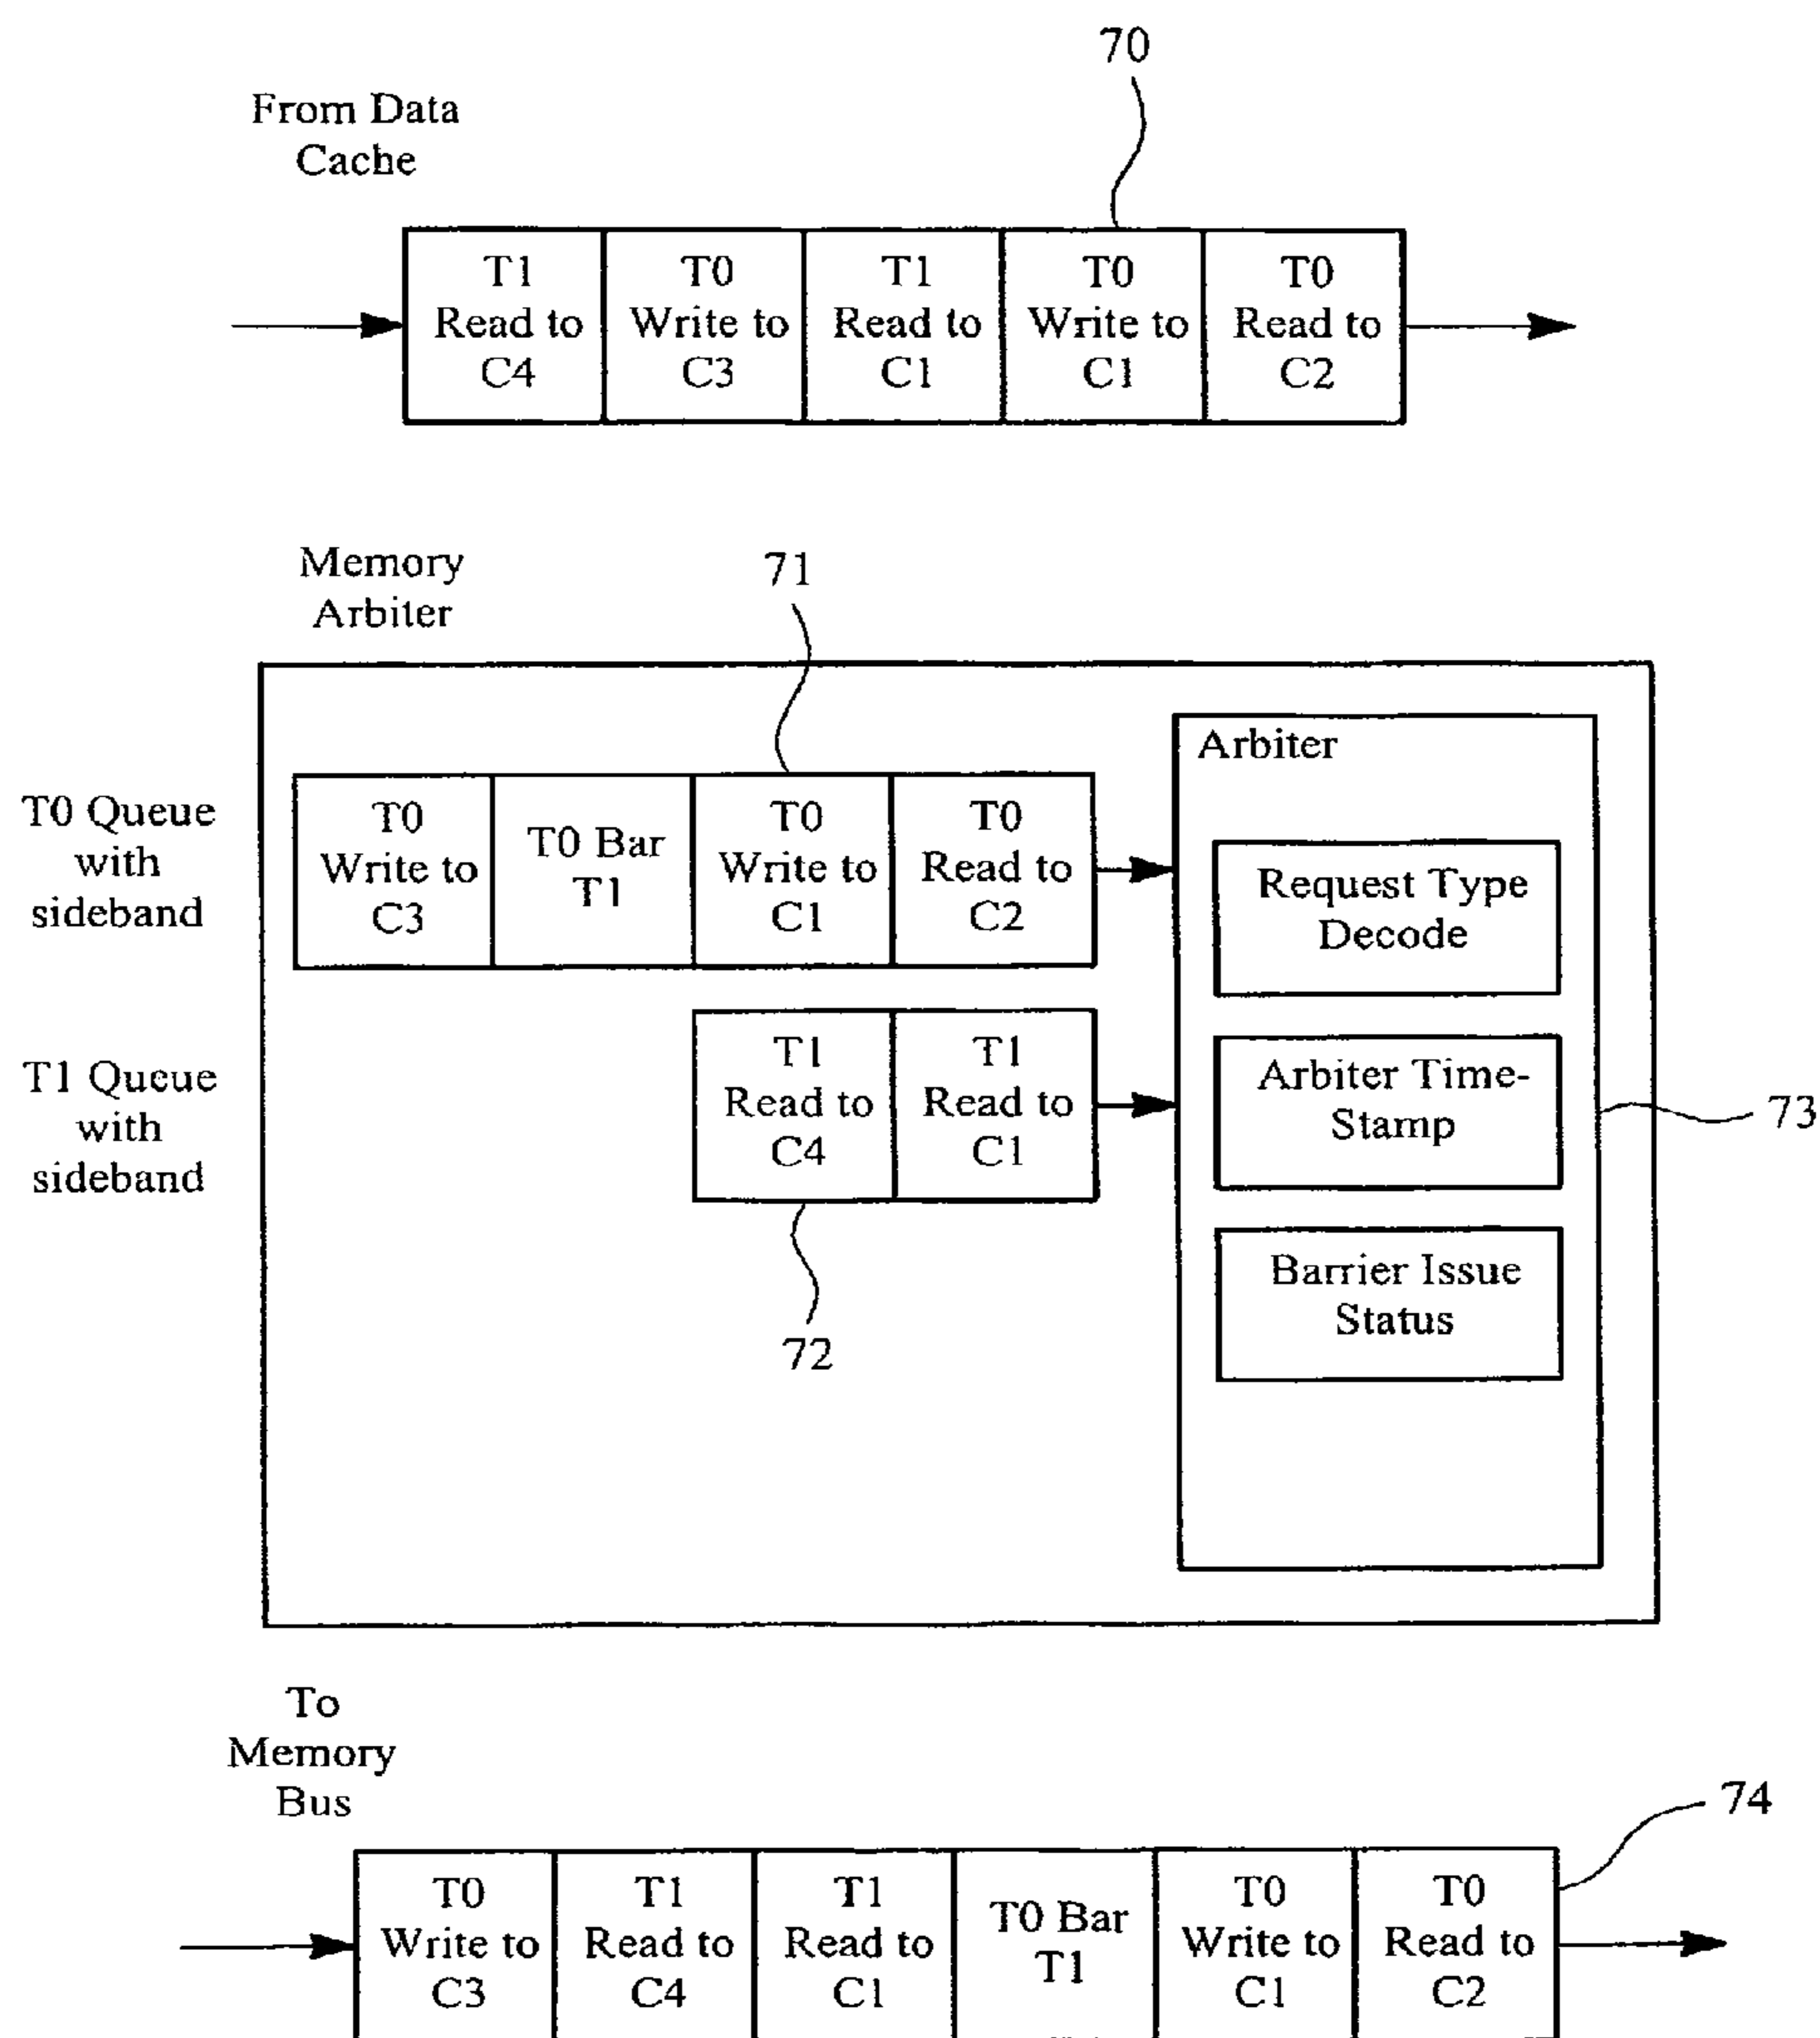 70
From Data
Cache
T1
Read to
C4
T0
Write to
C3
T1
Read to
C1
T0
Write to
C1
T0
Read to
C2
Memory
Arbiter
71
T0 Queue
with
sideband
T0
Write to
C3
T0 Bar
T1
T0
Write to
C1
T0
Read to
C2
Arbiter
Request Type
Decode
T1 Queue
with
sideband
T1
Read to
C4
T1
Read to
C1
Arbiter Time-
Stamp
73
Barrier Issue
Status
72
To
Memory
Bus
74
T0
Write to
C3
T1
Read to
C4
T1
Read to
C1
T0 Bar
T1
T0
Write to
C1
T0
Read to
C2